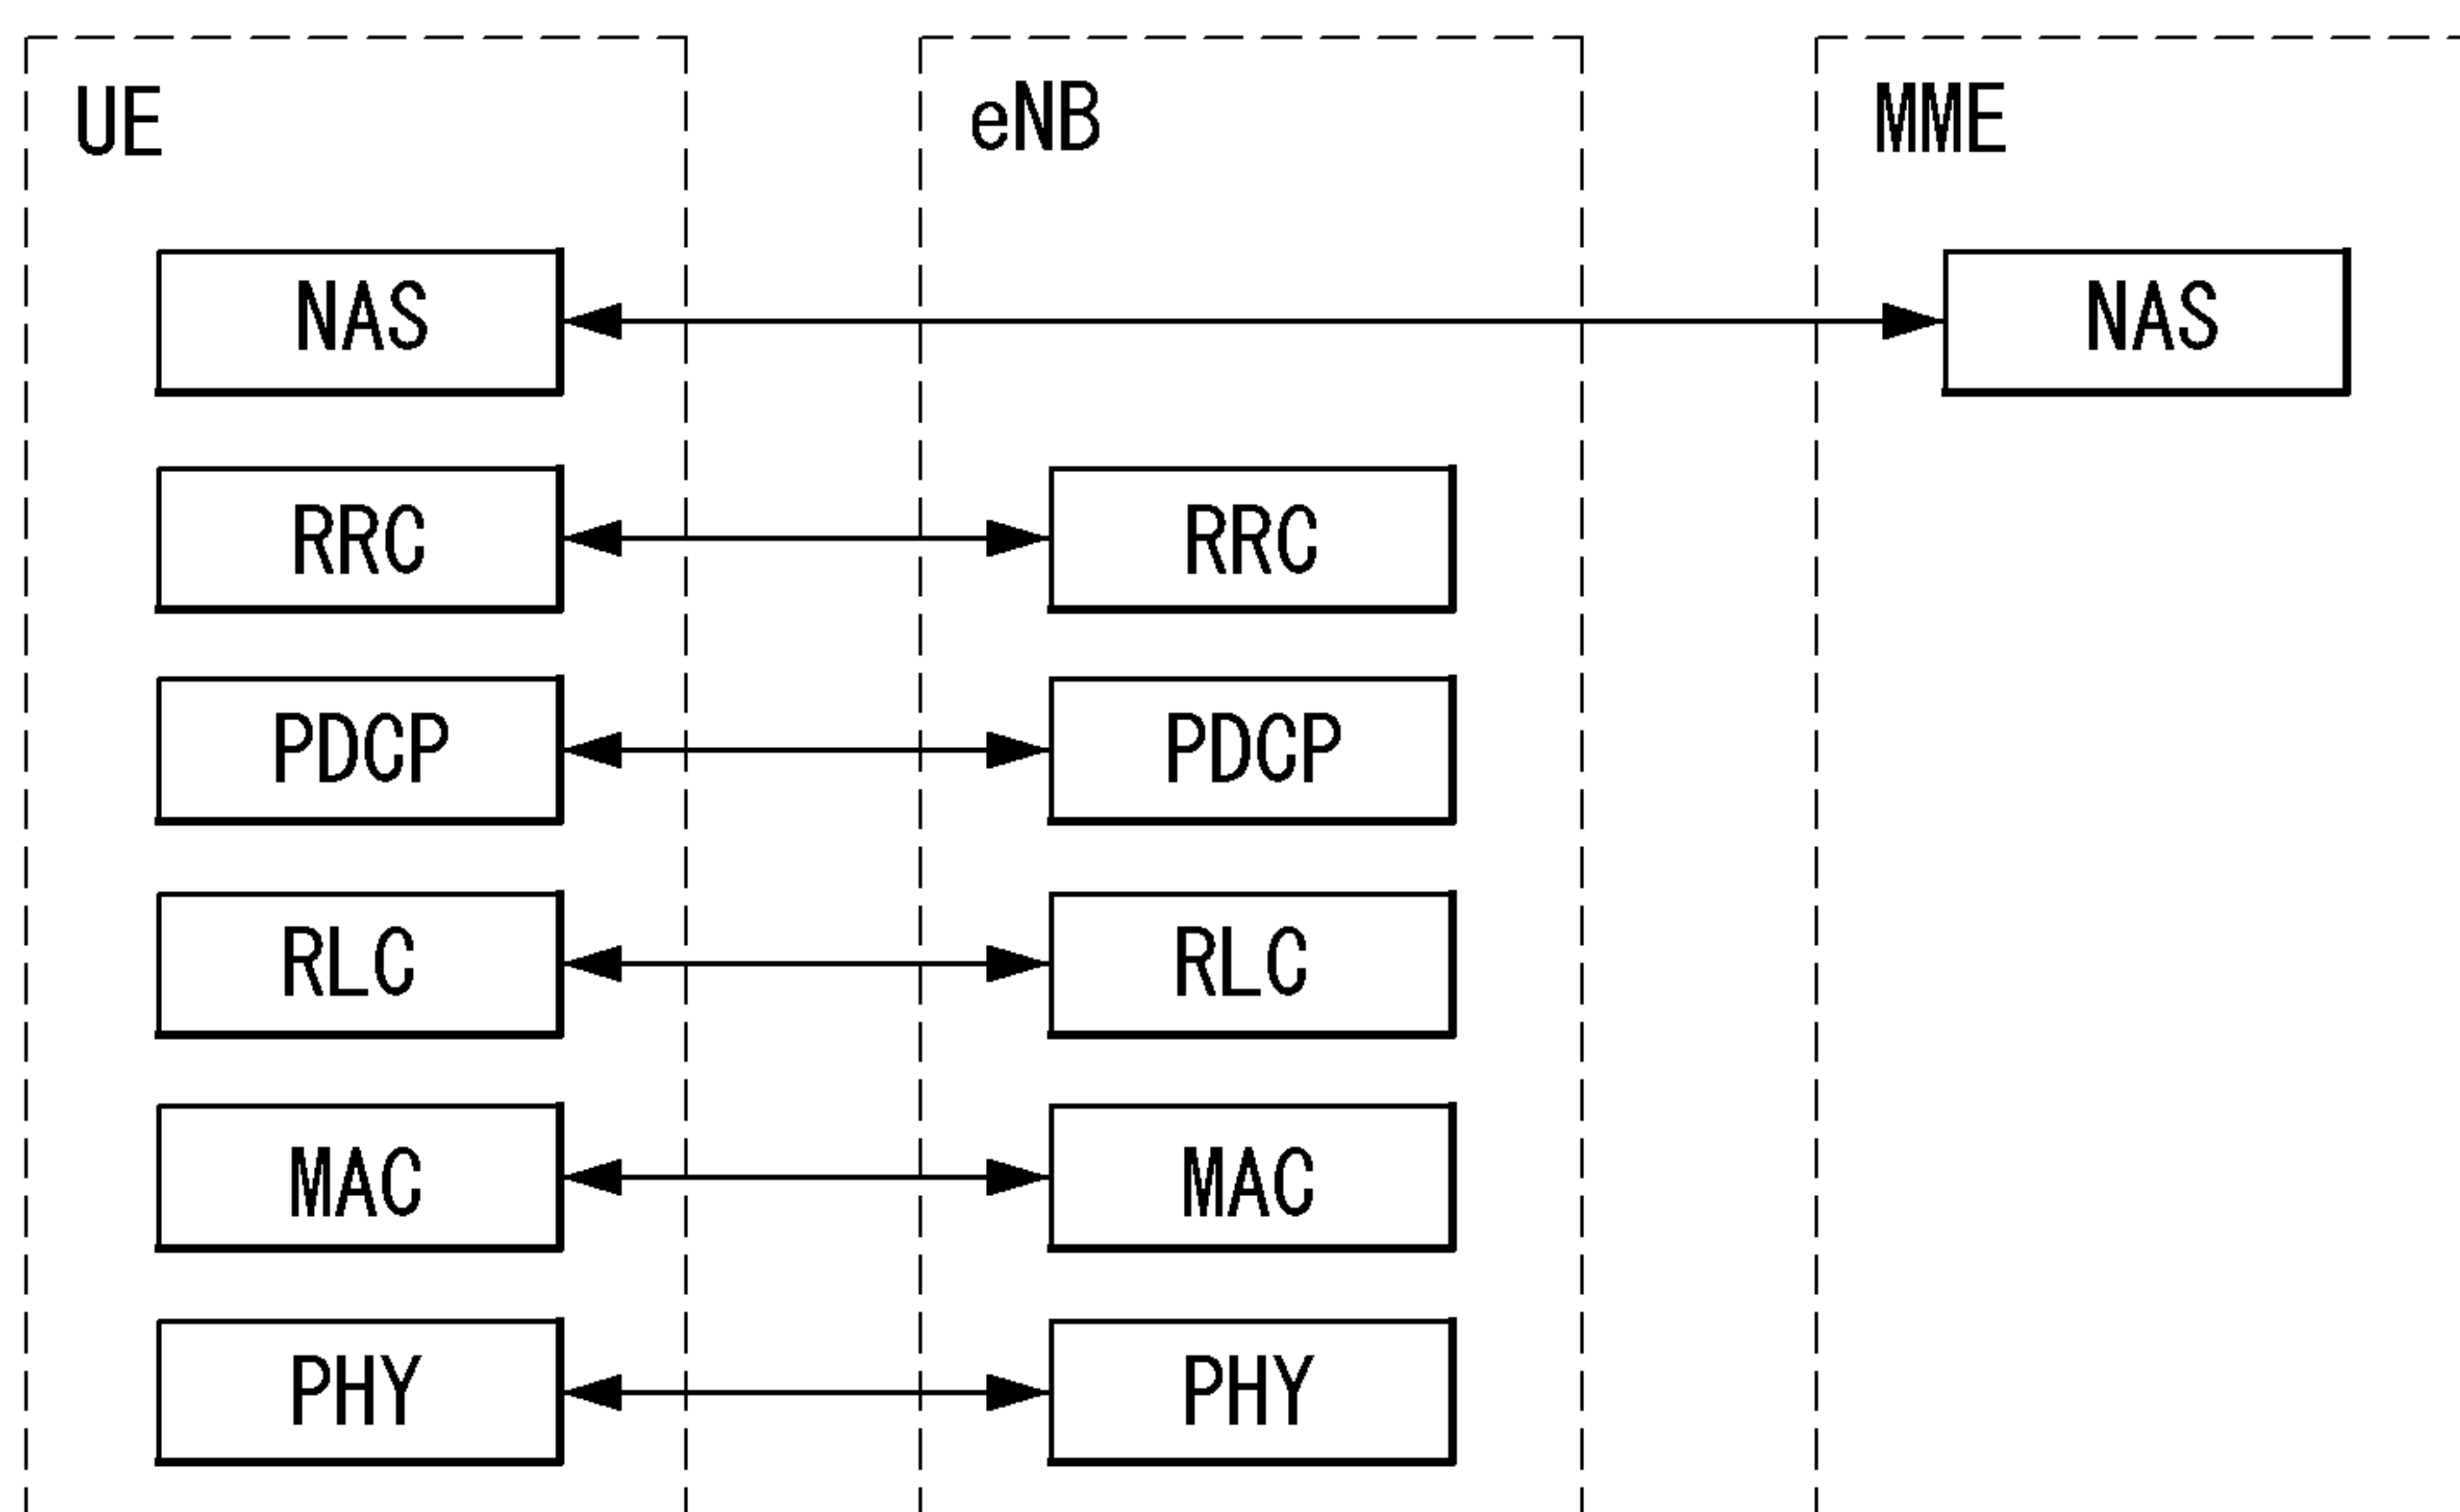 UE eNB MME
NAS NAS
RRC RRC
PDCP PDCP
RLC RLC
MAC MAC
PHY PHY